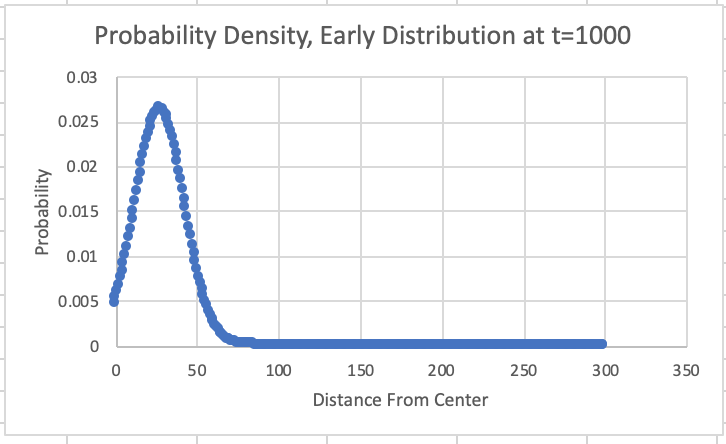 Probability Density, Early Distribution at t=1000
0.03
0.025
0.02
0.015
0.01
0.005
0
Probability
0 50 100 150 200 250 300 350
Distance From Center